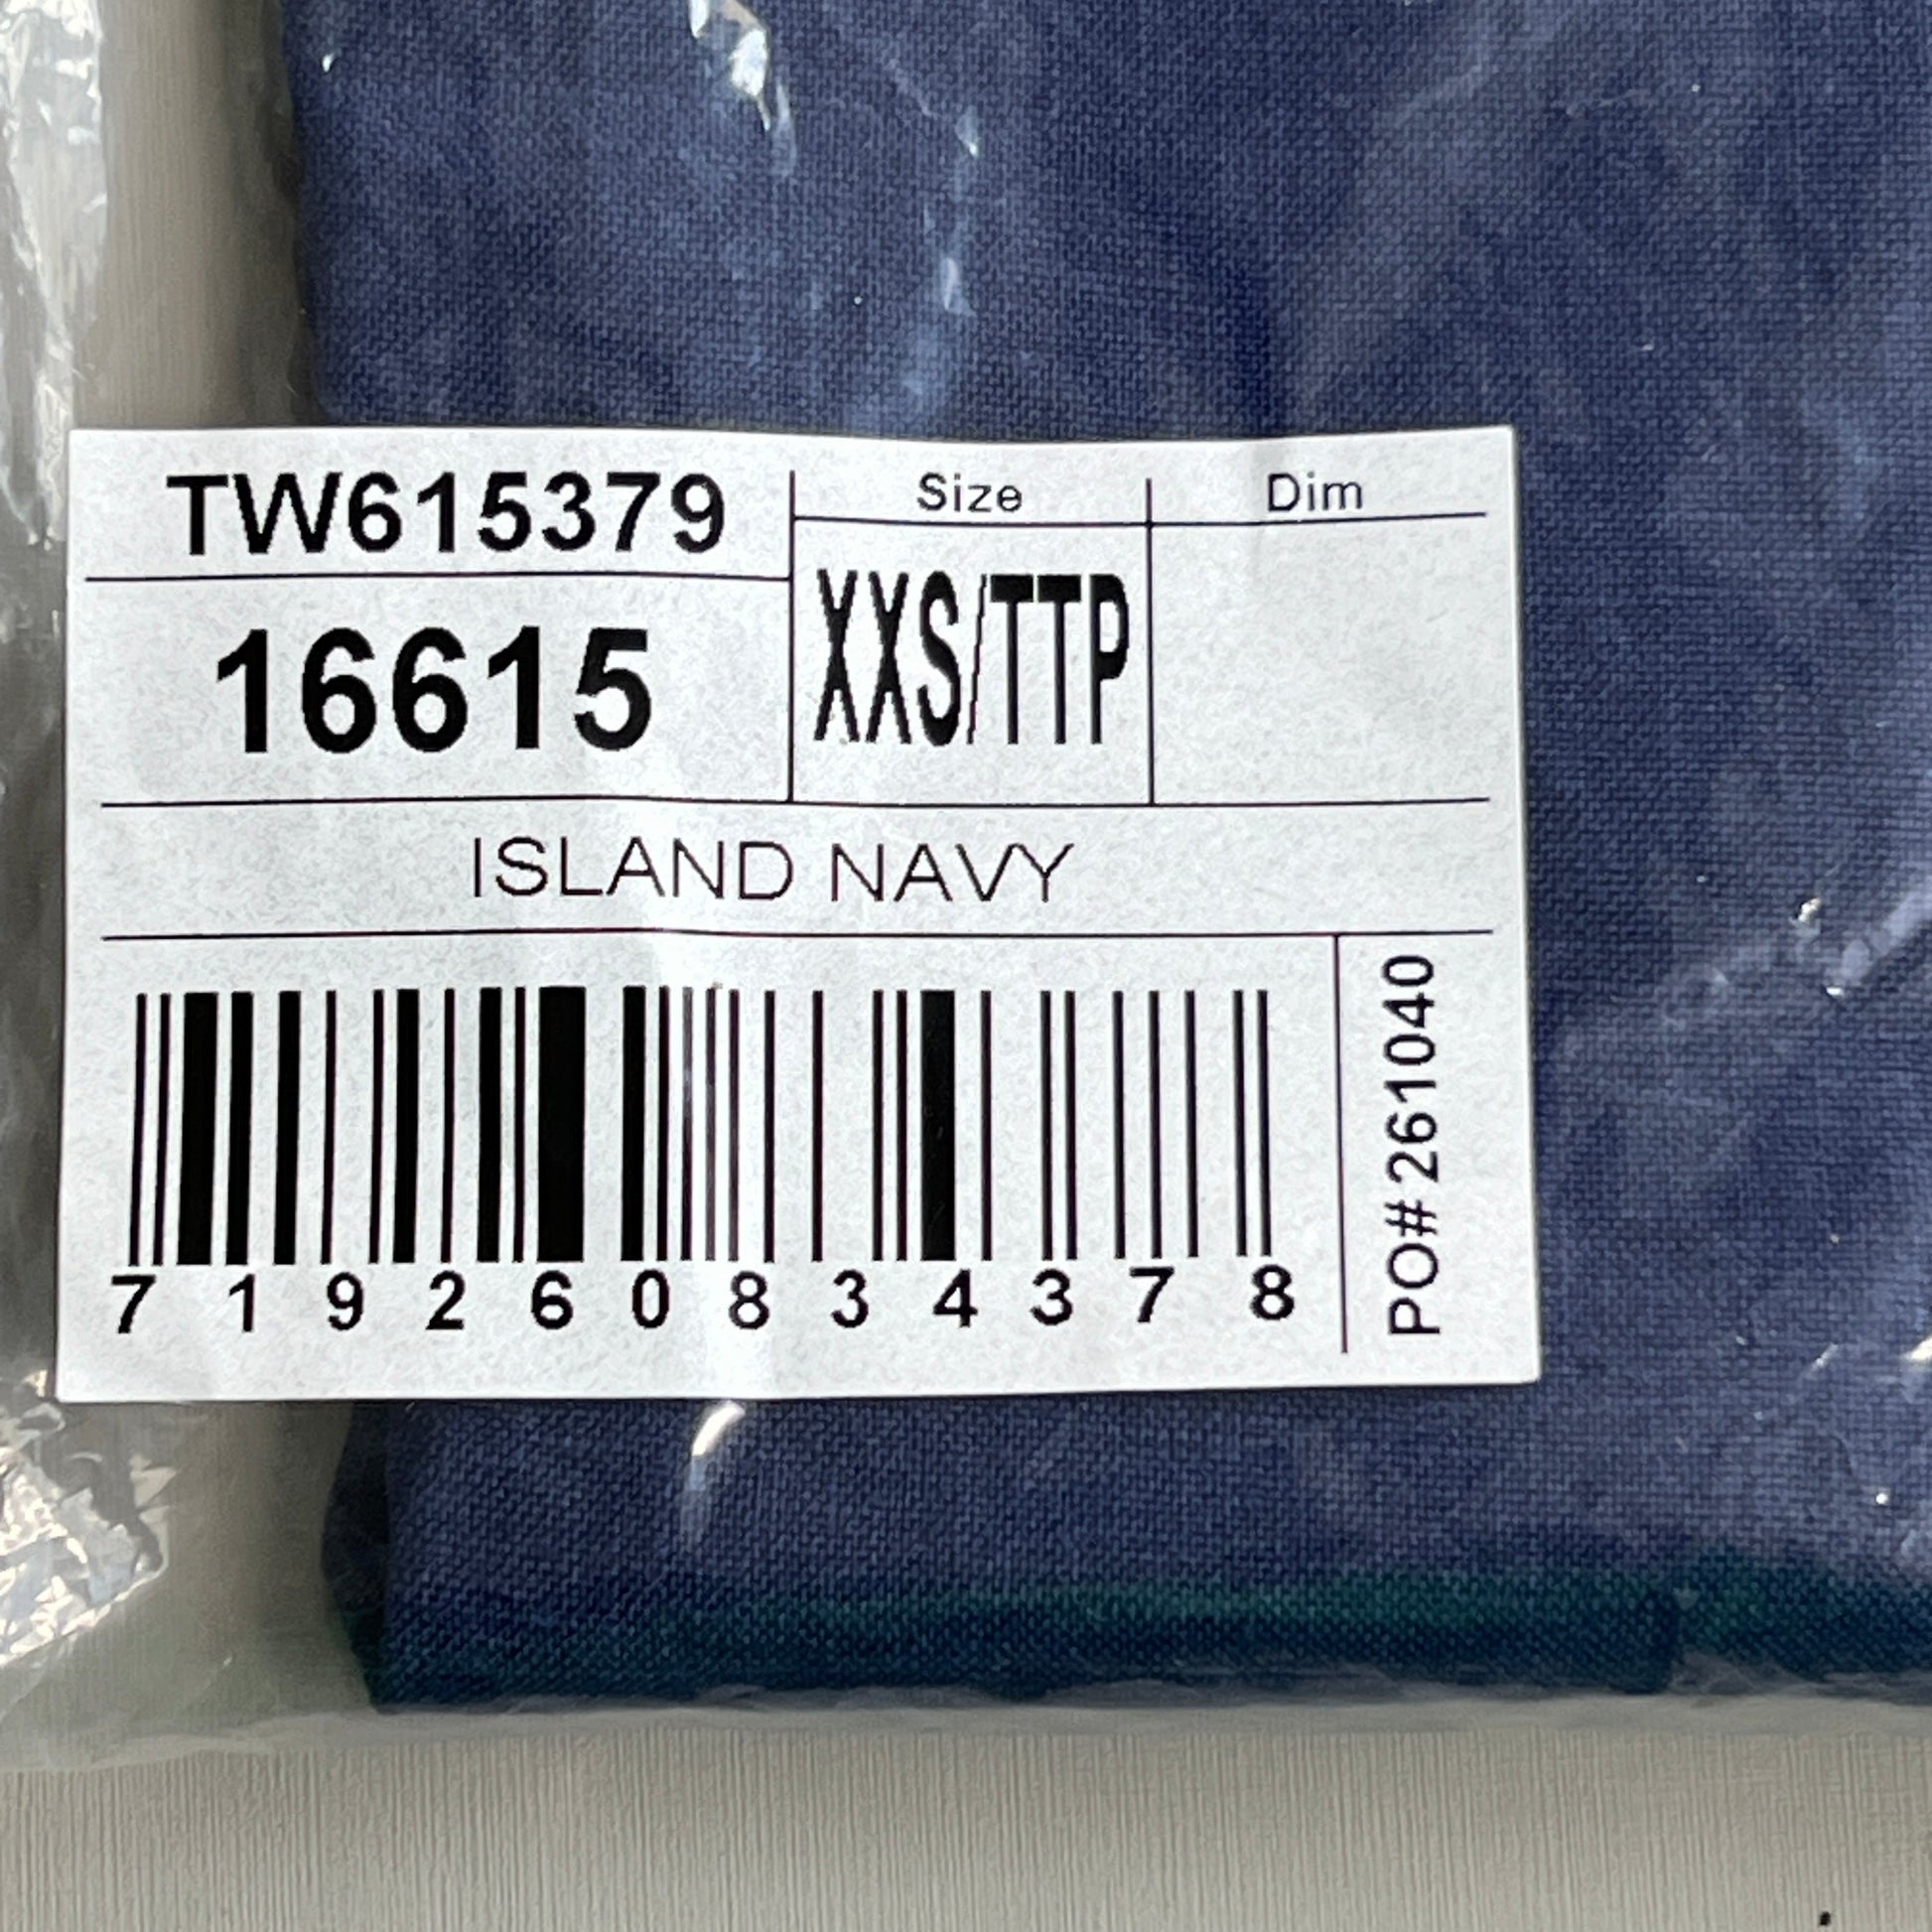 TW615379
Size
Dim
16615
XXS/TTP
ISLAND NAVY
7 1 9 2 6 0 8 3 4 3 7 8
PO# 261040